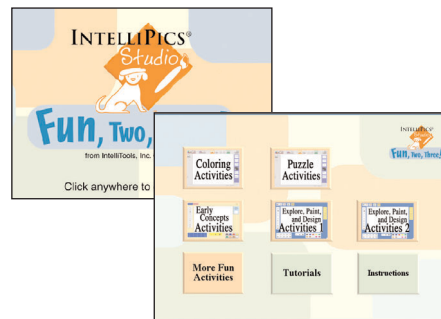 INTELLIPICS®
Studio
Fun, Two,
from IntelliTools, Inc.
Click anywhere to
INTELLIPICS
Fun, Two, Three,
Coloring
Activities
Puzzle
Activities
Early
Concepts
Activities
Explore, Paint,
and Design
Activities 1
Explore, Paint,
and Design
Activities 2
More Fun
Activities
Tutorials
Instructions